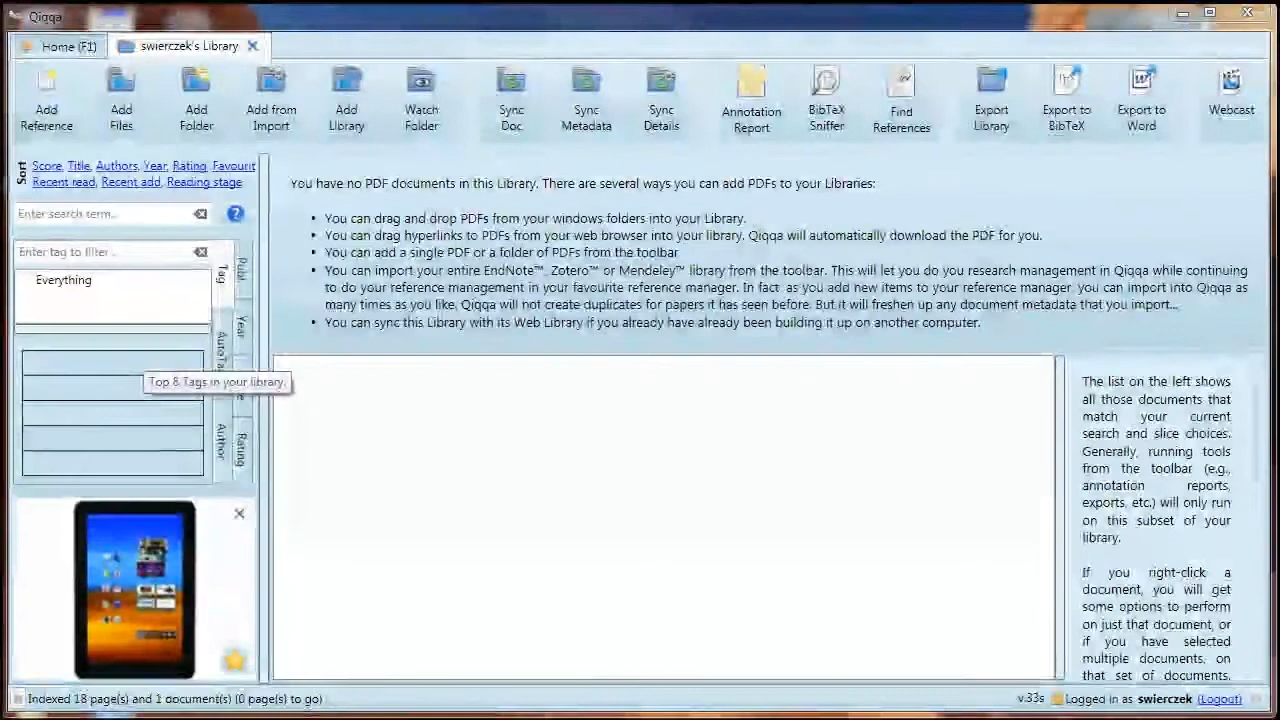 Qiqqa
Home (F1)
swierczek's Library
Add Reference
Add Files
Add Folder
Add from Import
Add Library
Watch Folder
Sync Doc
Sync Metadata
Sync Details
Annotation Report
BibTeX Sniffer
Find References
Export Library
Export to BibTeX
Export to Word
Webcast
Sort
Score, Title, Authors, Year, Rating, Favourit
Recent read, Recent add, Reading stage
Enter search term...
Enter tag to filter ...
Everything
Tag
AutoTa
Author
Publi.
Year
Rating
Top 8 Tags in your library.
You have no PDF documents in this Library. There are several ways you can add PDFs to your Libraries:
• You can drag and drop PDFs from your windows folders into your Library.
• You can drag hyperlinks to PDFs from your web browser into your library. Qiqqa will automatically download the PDF for you.
• You can add a single PDF or a folder of PDFs from the toolbar
• You can import your entire EndNote™, Zotero™ or Mendeley™ library from the toolbar. This will let you do you research management in Qiqqa while continuing
to do your reference management in your favourite reference manager. In fact as you add new items to your reference manager, you can import into Qiqqa as
many times as you like. Qiqqa will not create duplicates for papers it has seen before. But it will freshen up any document metadata that you import...
• You can sync this Library with its Web Library if you already have already been building it up on another computer.
The list on the left shows
all those documents that
match your current
search and slice choices.
Generally, running tools
from the toolbar (e.g.,
annotation reports,
exports, etc.) will only run
on this subset of your
library.
If you right-click a
document, you will get
some options to perform
on just that document, or
if you have selected
multiple documents, on
that set of documents.
Indexed 18 page(s) and 1 document(s) (0 page(s) to go)
v.33s
Logged in as swierczek (Logout)